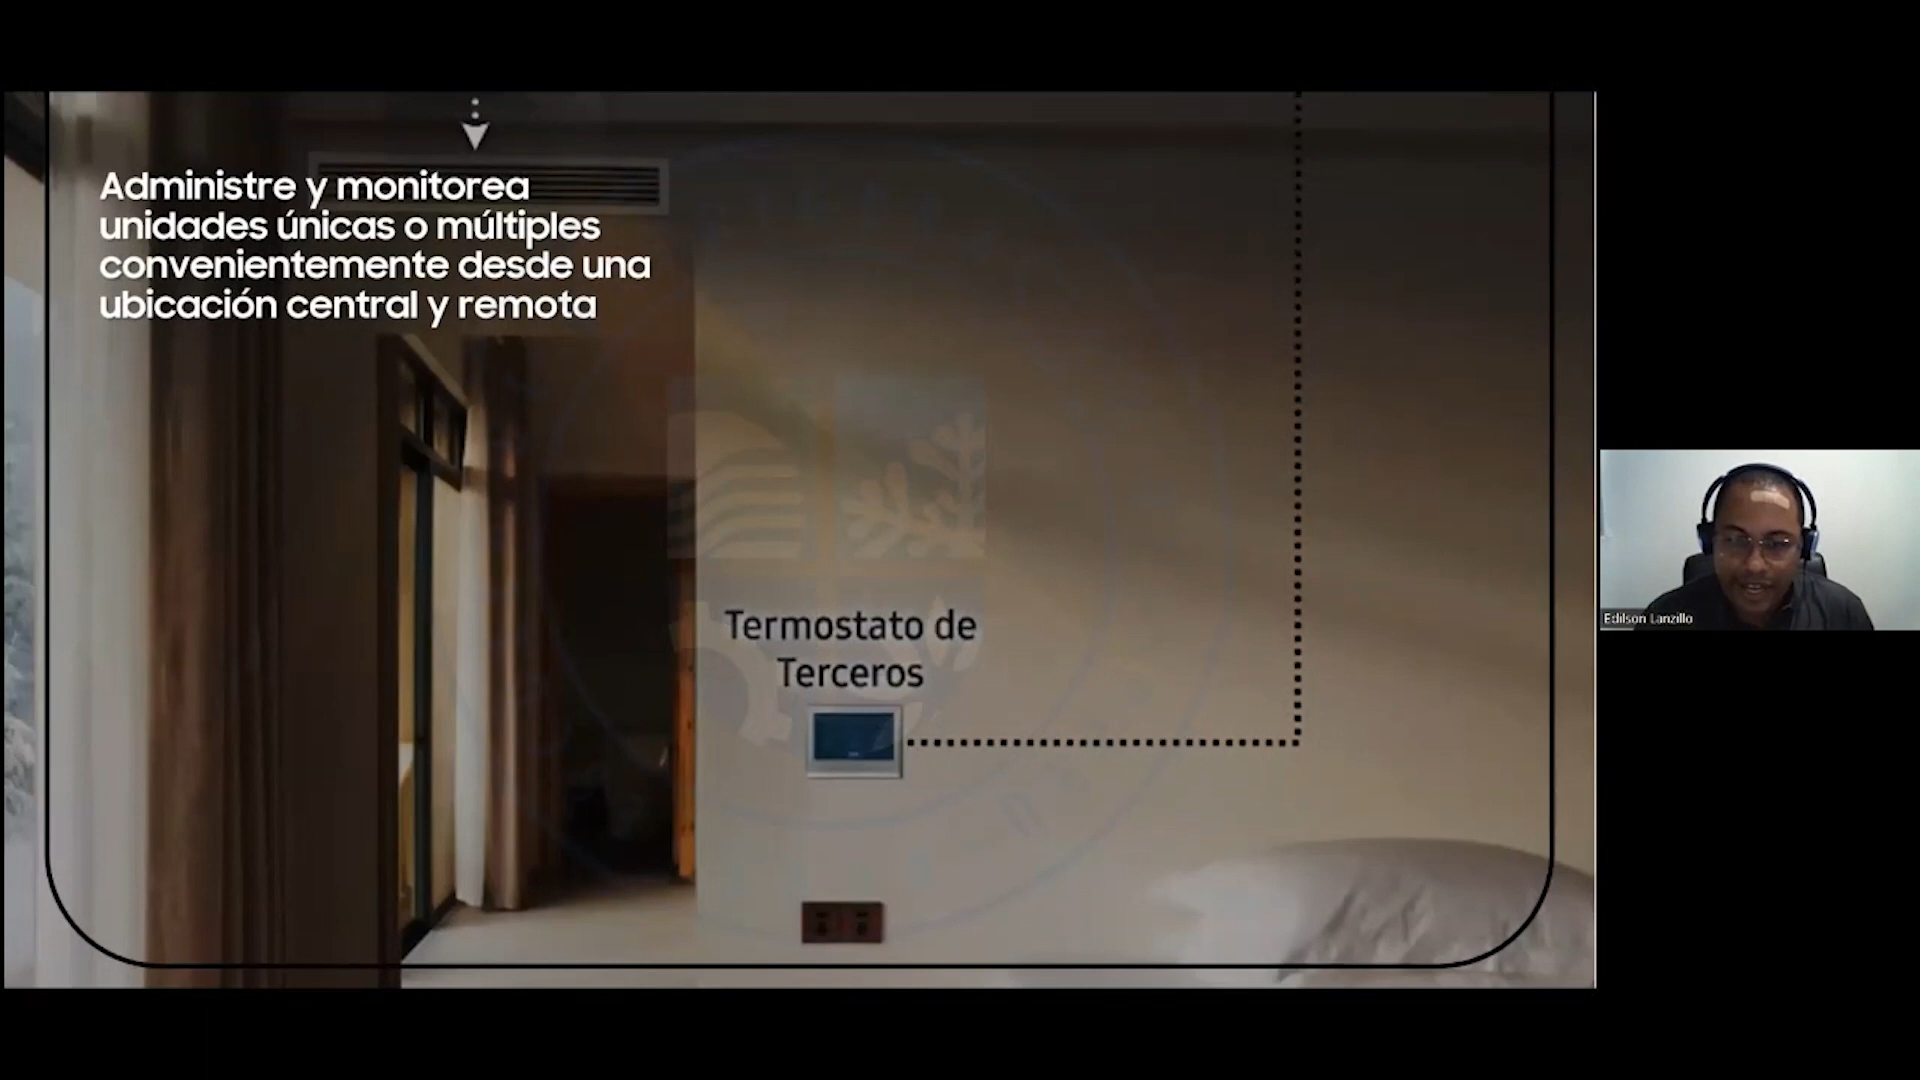 Administre y monitorea
unidades únicas o múltiples
convenientemente desde una
ubicación central y remota
Termostato de
Terceros
Edilson Lanzillo